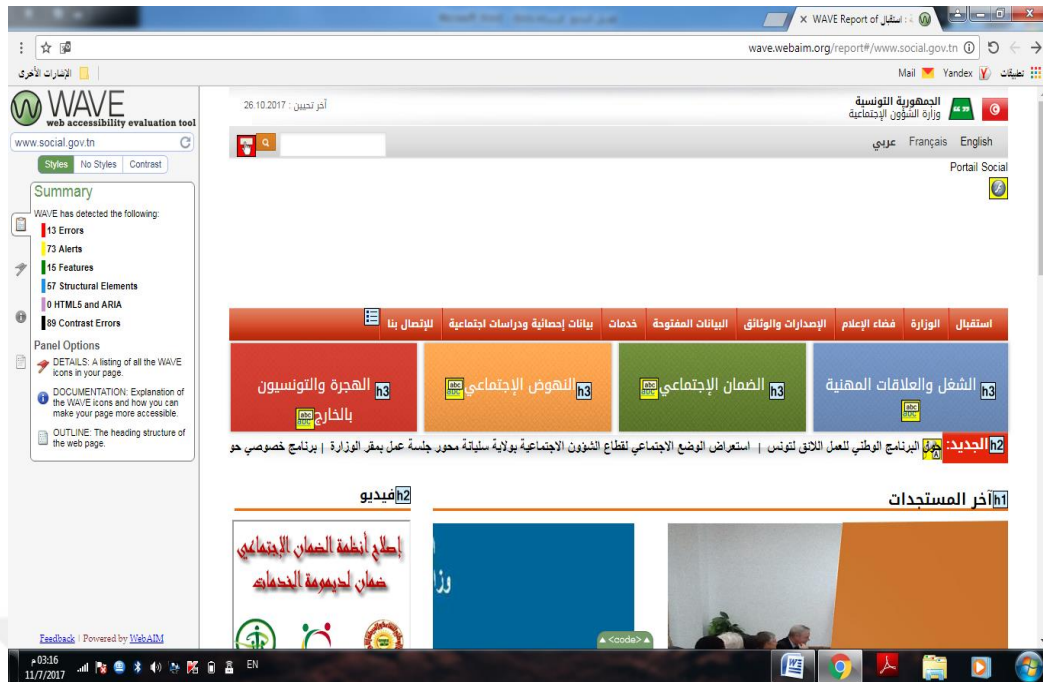 WAVE Report of استقبال :
wave.webaim.org/report#/www.social.gov.tn
تطبيقات Yandex Mail
الإشارات الأخرى
WAVE
web accessibility evaluation tool
www.social.gov.tn
Styles No Styles Contrast
Summary
WAVE has detected the following:
13 Errors
73 Alerts
15 Features
57 Structural Elements
0 HTML5 and ARIA
89 Contrast Errors
Panel Options
DETAILS: A listing of all the WAVE
icons in your page.
DOCUMENTATION: Explanation of
the WAVE icons and how you can
make your page more accessible.
OUTLINE: The heading structure of
the web page.
Feedback | Powered by WebAIM
الجمهورية التونسية
وزارة الشؤون الإجتماعية
آخر تحيين : 26.10.2017
عربي Français English
Portail Social
استقبال الوزارة فضاء الإعلام الإصدارات والوثائق البيانات المفتوحة خدمات بيانات إحصائية ودراسات اجتماعية للإتصال بنا
h3 الشغل والعلاقات المهنية
h3 الضمان الإجتماعي
h3 النهوض الإجتماعي
h3 الهجرة والتونسيون
بالخارج
h2 الجديد: البرنامج الوطني للعمل اللائق لتونس | استعراض الوضع الاجتماعي لقطاع الشؤون الاجتماعية بولاية سليانة محور جلسة عمل بمقر الوزارة | برنامج خصوصي حو
h1 آخر المستجدات
h2 فيديو
إصلاح أنظمة الضمان الإجتماعي
ضمان لديمومة الخدمات
وزا
<code>
03:16 م
11/7/2017
EN